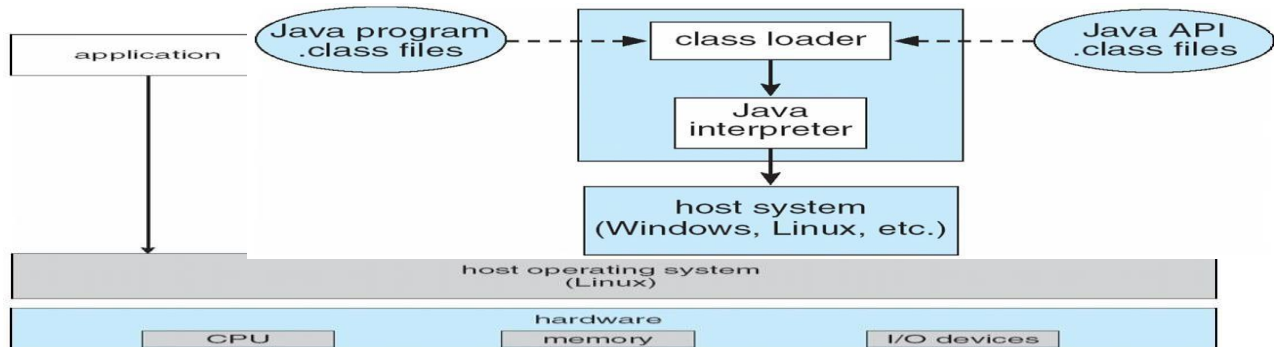 Java program
.class files
class loader
Java API
.class files
application
Java
interpreter
host system
(Windows, Linux, etc.)
host operating system
(Linux)
hardware
CPU
memory
I/O devices